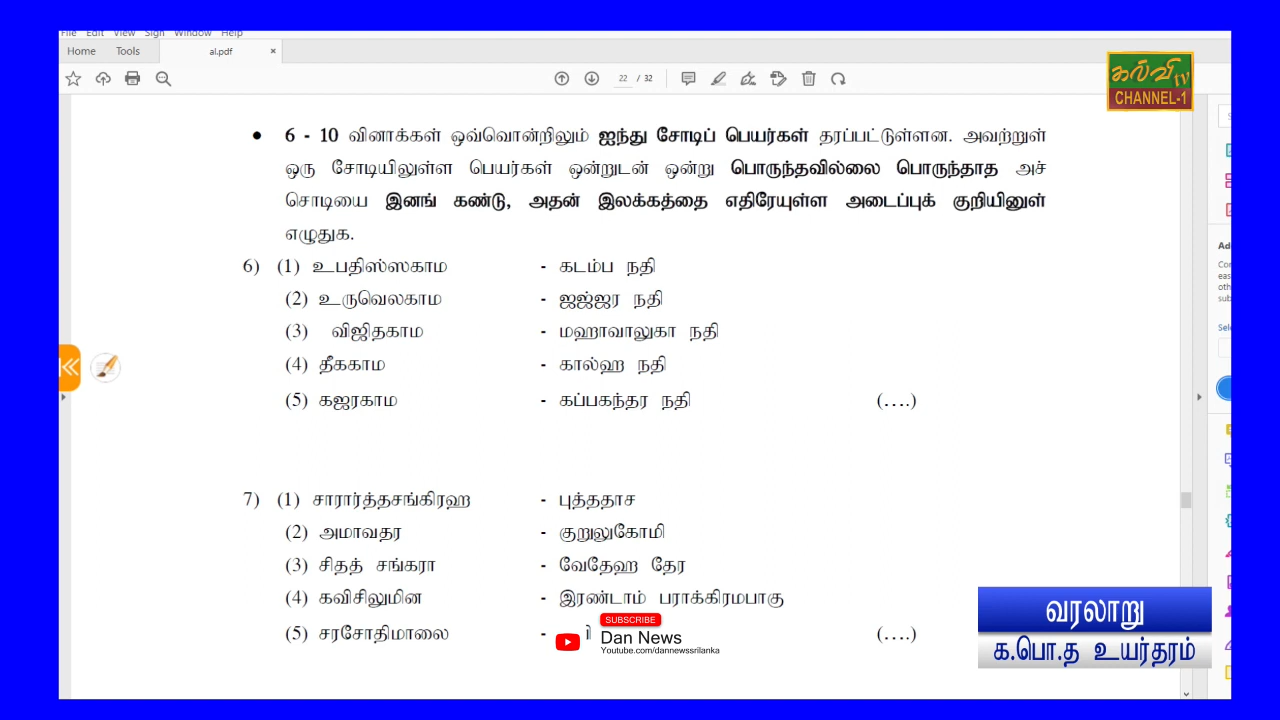 File Edit View Sign Window Help
Home Tools al.pdf ×
22 / 32
கல்வி TV
CHANNEL-1
• 6 - 10 வினாக்கள் ஒவ்வொன்றிலும் ஐந்து சோடிப் பெயர்கள் தரப்பட்டுள்ளன. அவற்றுள்
ஒரு சோடியிலுள்ள பெயர்கள் ஒன்றுடன் ஒன்று பொருந்தவில்லை பொருந்தாத அச்
சொடியை இனங் கண்டு, அதன் இலக்கத்தை எதிரேயுள்ள அடைப்புக் குறியினுள்
எழுதுக.
6) (1) உபதிஸ்ஸகாம - கடம்ப நதி
(2) உருவெலகாம - ஜஜ்ஜர நதி
(3) விஜிதகாம - மஹாவாலுகா நதி
(4) தீககாம - கால்ஹ நதி
(5) கஜரகாம - கப்பகந்தர நதி (....)
7) (1) சாரார்த்தசங்கிரஹ - புத்ததாச
(2) அமாவதர - குறுலுகோமி
(3) சிதத் சங்கரா - வேதேஹ தேர
(4) கவிசிலுமின - இரண்டாம் பராக்கிரமபாகு
(5) சரசோதிமாலை - (....)
SUBSCRIBE
Dan News
Youtube.com/dannewssrilanka
வரலாறு
க.பொ.த உயர்தரம்